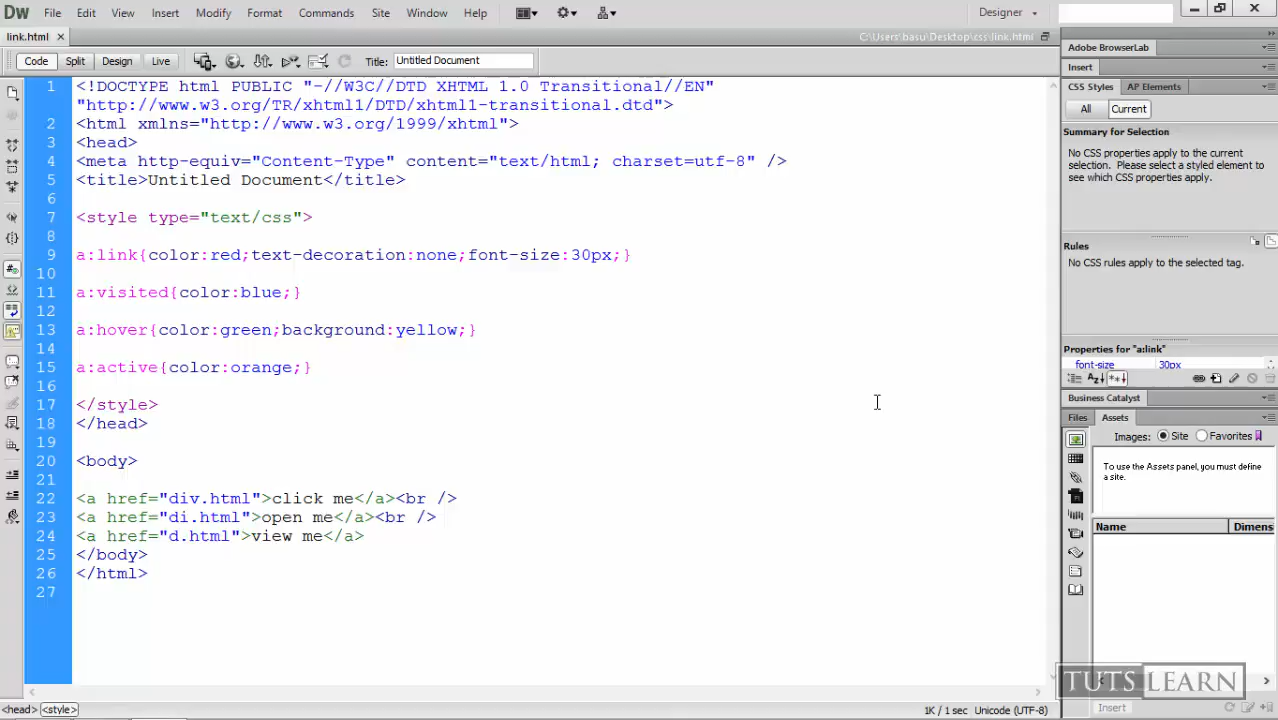 Dw File Edit View Insert Modify Format Commands Site Window Help Designer
link.html
C:\Users\basu\Desktop\css\link.html
Code Split Design Live Title: Untitled Document
1 <!DOCTYPE html PUBLIC "-//W3C//DTD XHTML 1.0 Transitional//EN"
"http://www.w3.org/TR/xhtml1/DTD/xhtml1-transitional.dtd">
2 <html xmlns="http://www.w3.org/1999/xhtml">
3 <head>
4 <meta http-equiv="Content-Type" content="text/html; charset=utf-8" />
5 <title>Untitled Document</title>
6
7 <style type="text/css">
8
9 a:link{color:red;text-decoration:none;font-size:30px;}
10
11 a:visited{color:blue;}
12
13 a:hover{color:green;background:yellow;}
14
15 a:active{color:orange;}
16
17 </style>
18 </head>
19
20 <body>
21
22 <a href="div.html">click me</a><br />
23 <a href="di.html">open me</a><br />
24 <a href="d.html">view me</a>
25 </body>
26 </html>
27
<head> <style>
1K / 1 sec Unicode (UTF-8)
Adobe BrowserLab
Insert
CSS Styles AP Elements
All Current
Summary for Selection
No CSS properties apply to the current
selection. Please select a styled element to
see which CSS properties apply.
Rules
No CSS rules apply to the selected tag.
Properties for "a:link"
font-size 30px
Business Catalyst
Files Assets
Images: Site Favorites
To use the Assets panel, you must define
a site.
Name Dimens
TUTS LEARN
Insert